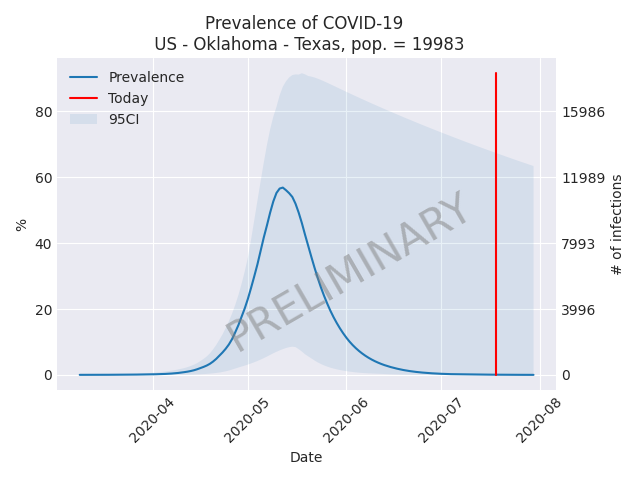 Prevalence of COVID-19
US - Oklahoma - Texas, pop. = 19983
Prevalence
Today
95CI
80
60
40
20
0
%
15986
11989
7993
3996
0
# of infections
PRELIMINARY
2020-04
2020-05
2020-06
2020-07
2020-08
Date